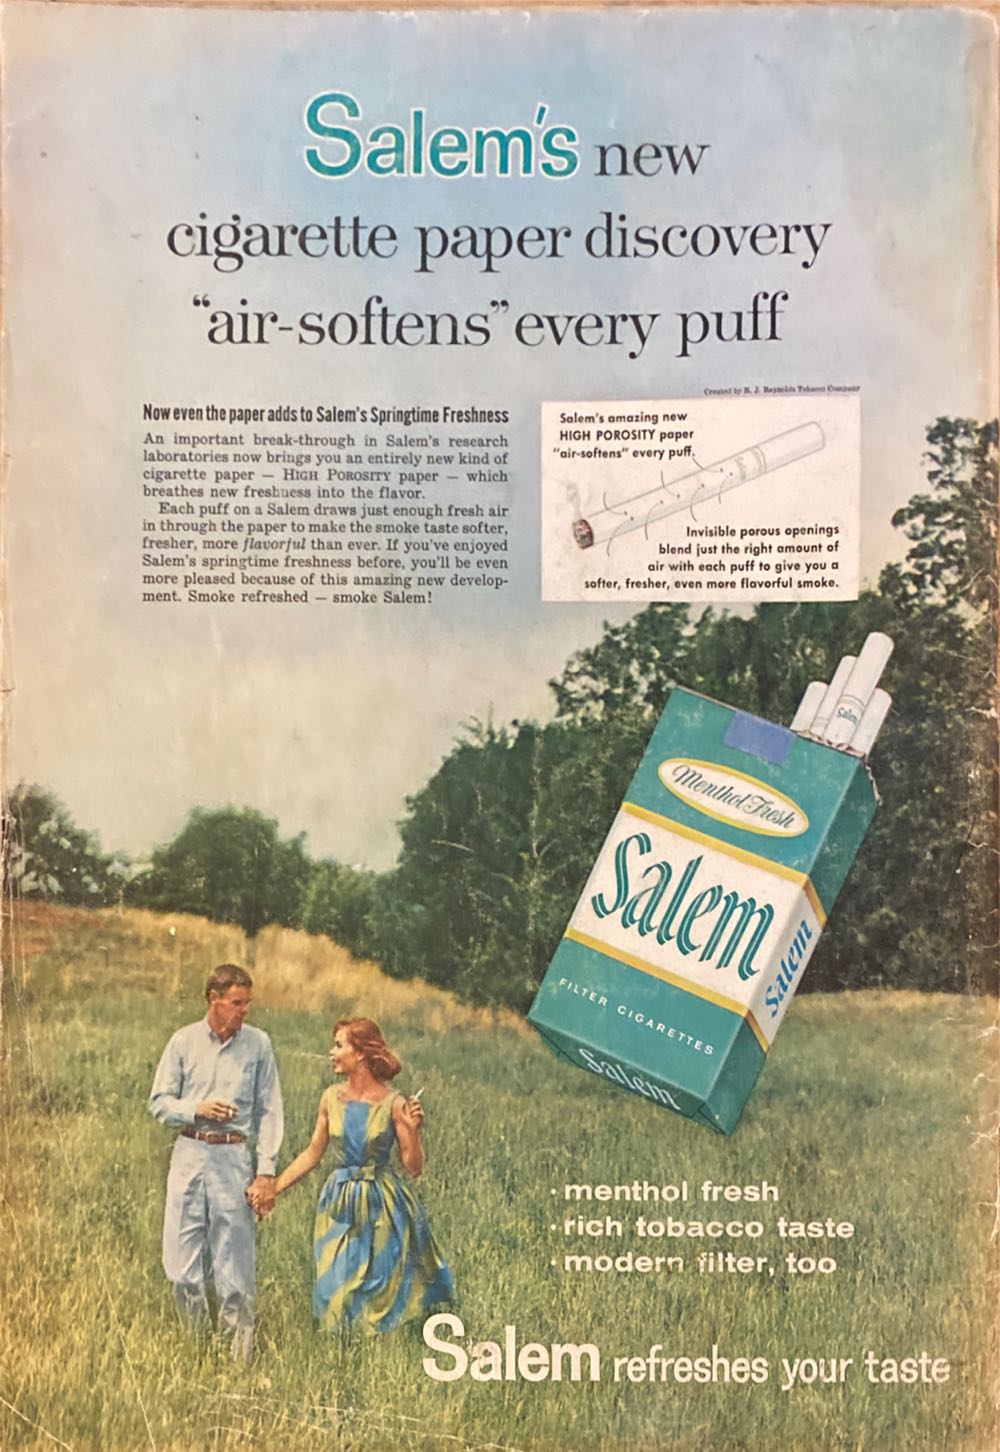 Salem's new
cigarette paper discovery
“air-softens” every puff
Created by R. J. Reynolds Tobacco Company
Now even the paper adds to Salem's Springtime Freshness
An important break-through in Salem's research
laboratories now brings you an entirely new kind of
cigarette paper — HIGH POROSITY paper — which
breathes new freshness into the flavor.
Each puff on a Salem draws just enough fresh air
in through the paper to make the smoke taste softer,
fresher, more flavorful than ever. If you've enjoyed
Salem's springtime freshness before, you'll be even
more pleased because of this amazing new develop-
ment. Smoke refreshed — smoke Salem!
Salem's amazing new
HIGH POROSITY paper
"air-softens" every puff.
Salem
Invisible porous openings
blend just the right amount of
air with each puff to give you a
softer, fresher, even more flavorful smoke.
Salem
Menthol Fresh
Salem
Salem
FILTER CIGARETTES
Salem
· menthol fresh
· rich tobacco taste
· modern filter, too
Salem refreshes your taste